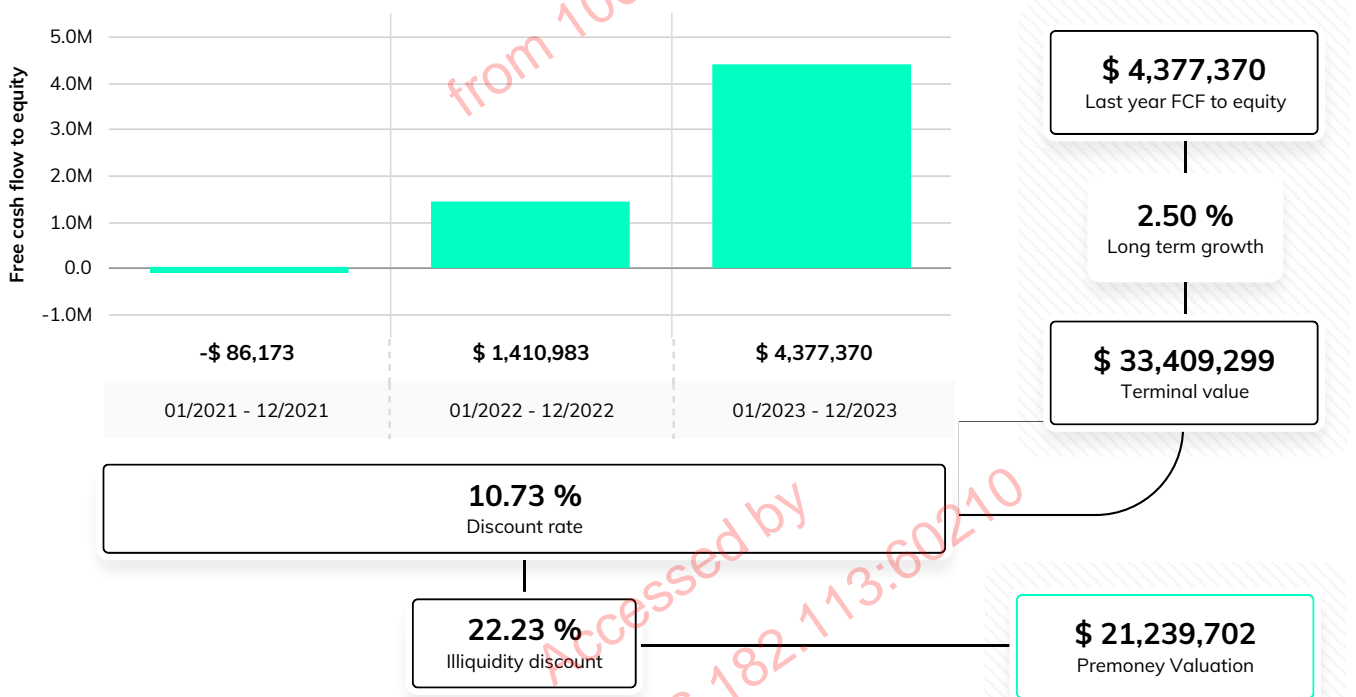 Free cash flow to equity
5.0M
4.0M
3.0M
2.0M
1.0M
0.0
-1.0M
-$ 86,173
$ 1,410,983
$ 4,377,370
01/2021 - 12/2021
01/2022 - 12/2022
01/2023 - 12/2023
$ 4,377,370
Last year FCF to equity
2.50 %
Long term growth
$ 33,409,299
Terminal value
10.73 %
Discount rate
22.23 %
Illiquidity discount
$ 21,239,702
Premoney Valuation
from
Accessed by
.182.113:60210